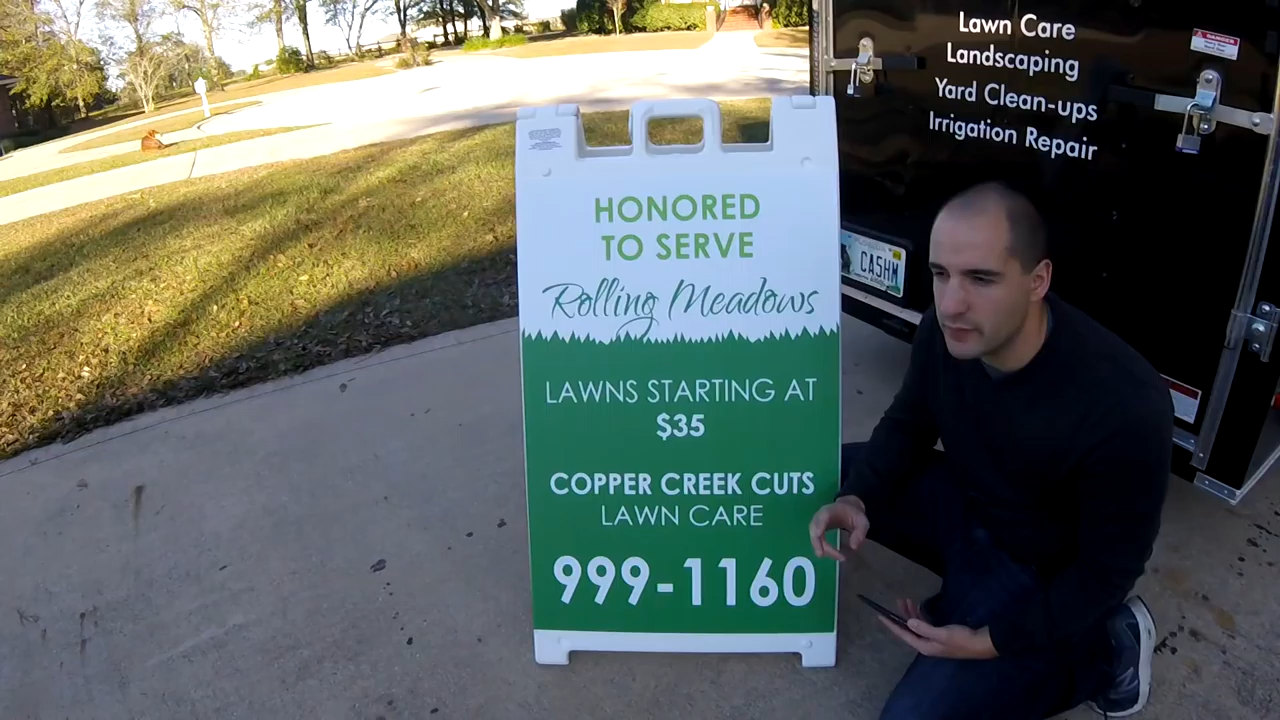 Lawn Care
Landscaping
Yard Clean-ups
Irrigation Repair
DANGER
HONORED
TO SERVE
Rolling Meadows
LAWNS STARTING AT
$35
COPPER CREEK CUTS
LAWN CARE
999-1160